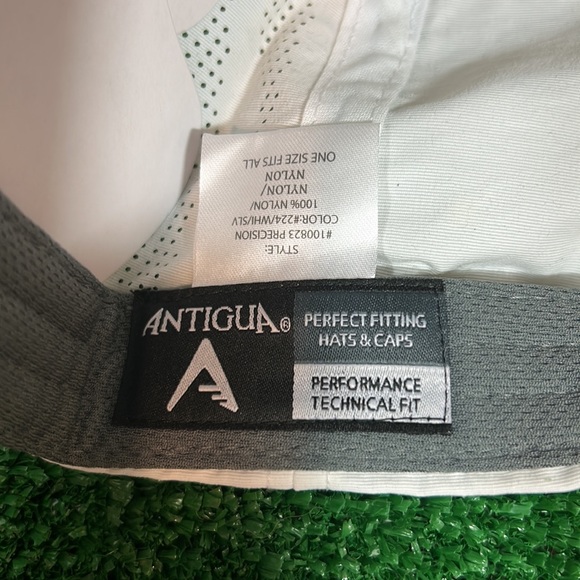 STYLE:
#100823 PRECISION
COLOR:#224/WHI/SLV
100% NYLON/
NYLON/
NYLON
ONE SIZE FITS ALL
ANTIGUA®
PERFECT FITTING
HATS & CAPS
PERFORMANCE
TECHNICAL FIT